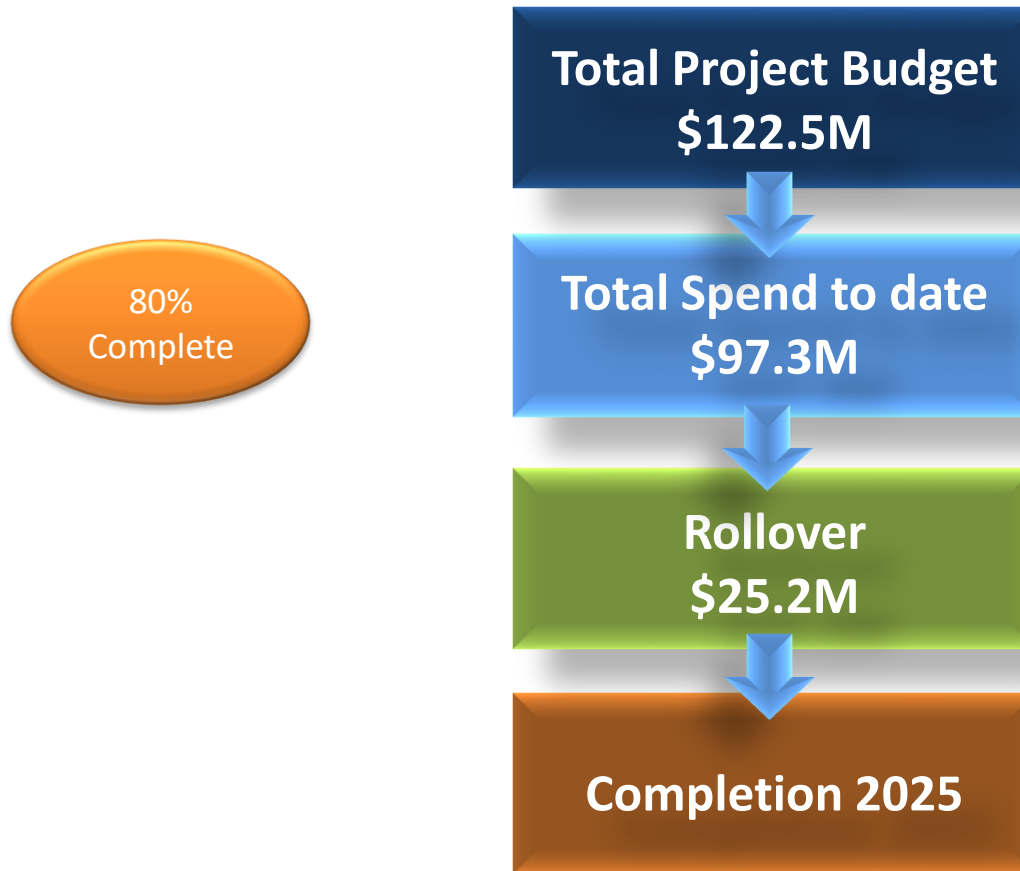 Total Project Budget
$122.5M
80%
Complete
Total Spend to date
$97.3M
Rollover
$25.2M
Completion 2025